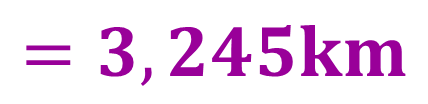 = 3,245km